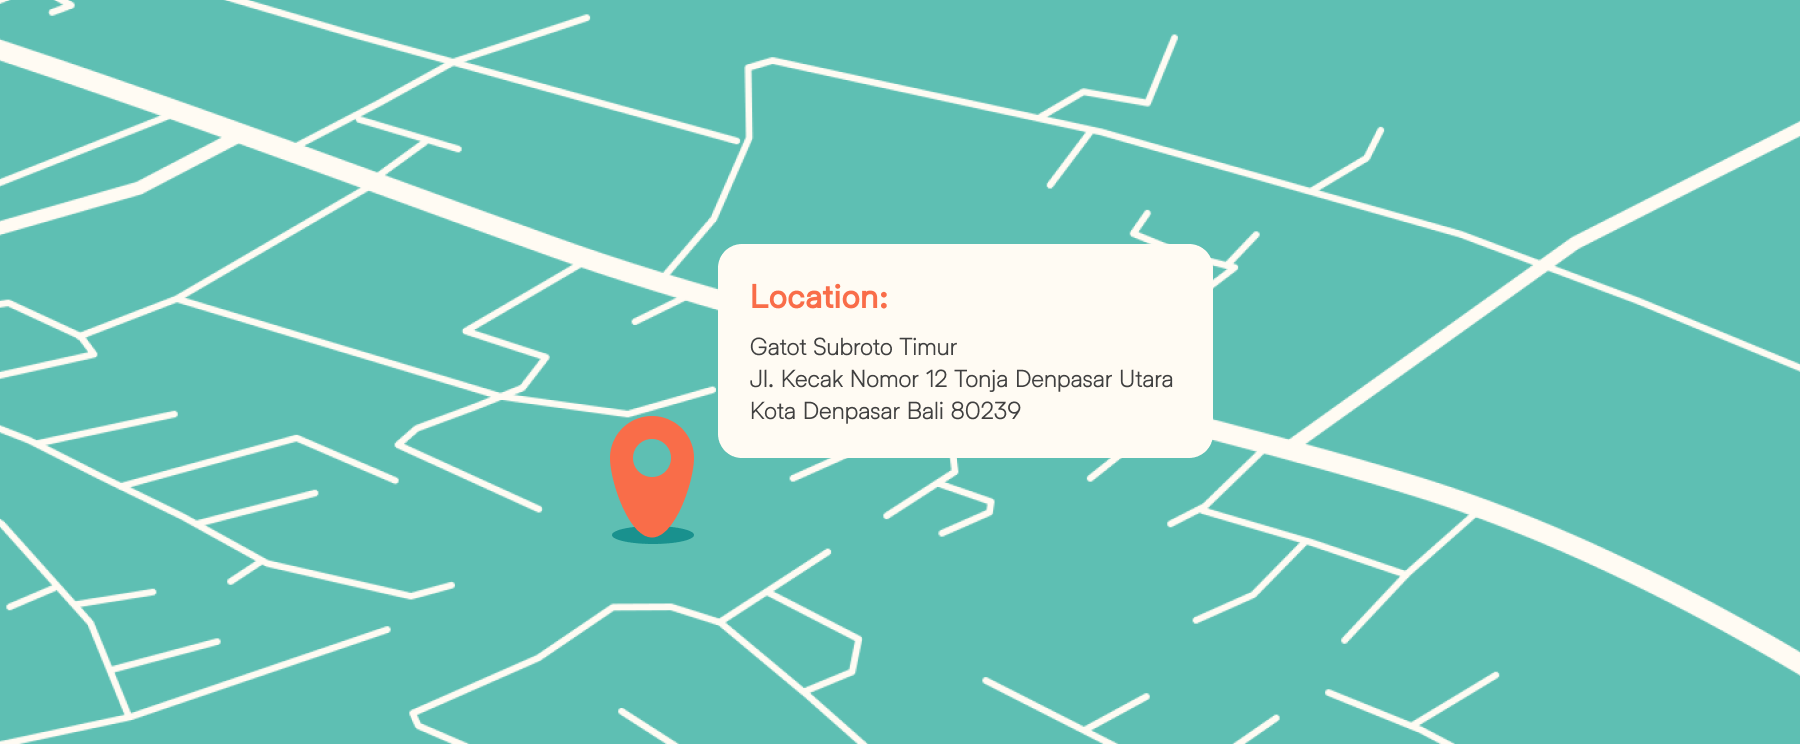 Location:
Gatot Subroto Timur
Jl. Kecak Nomor 12 Tonja Denpasar Utara
Kota Denpasar Bali 80239